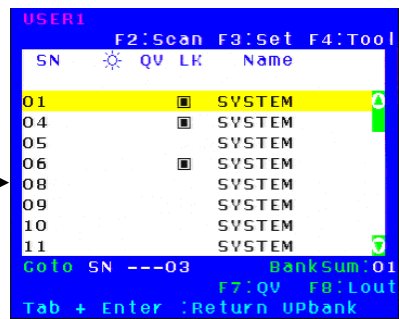 USER1
F2:Scan F3:Set F4:Tool
SN QV LK Name
01 SYSTEM
04 SYSTEM
05 SYSTEM
06 SYSTEM
08 SYSTEM
09 SYSTEM
10 SYSTEM
11 SYSTEM
Goto SN ---03 BankSum:01
F7:QV F8:Lout
Tab + Enter :Return UPbank